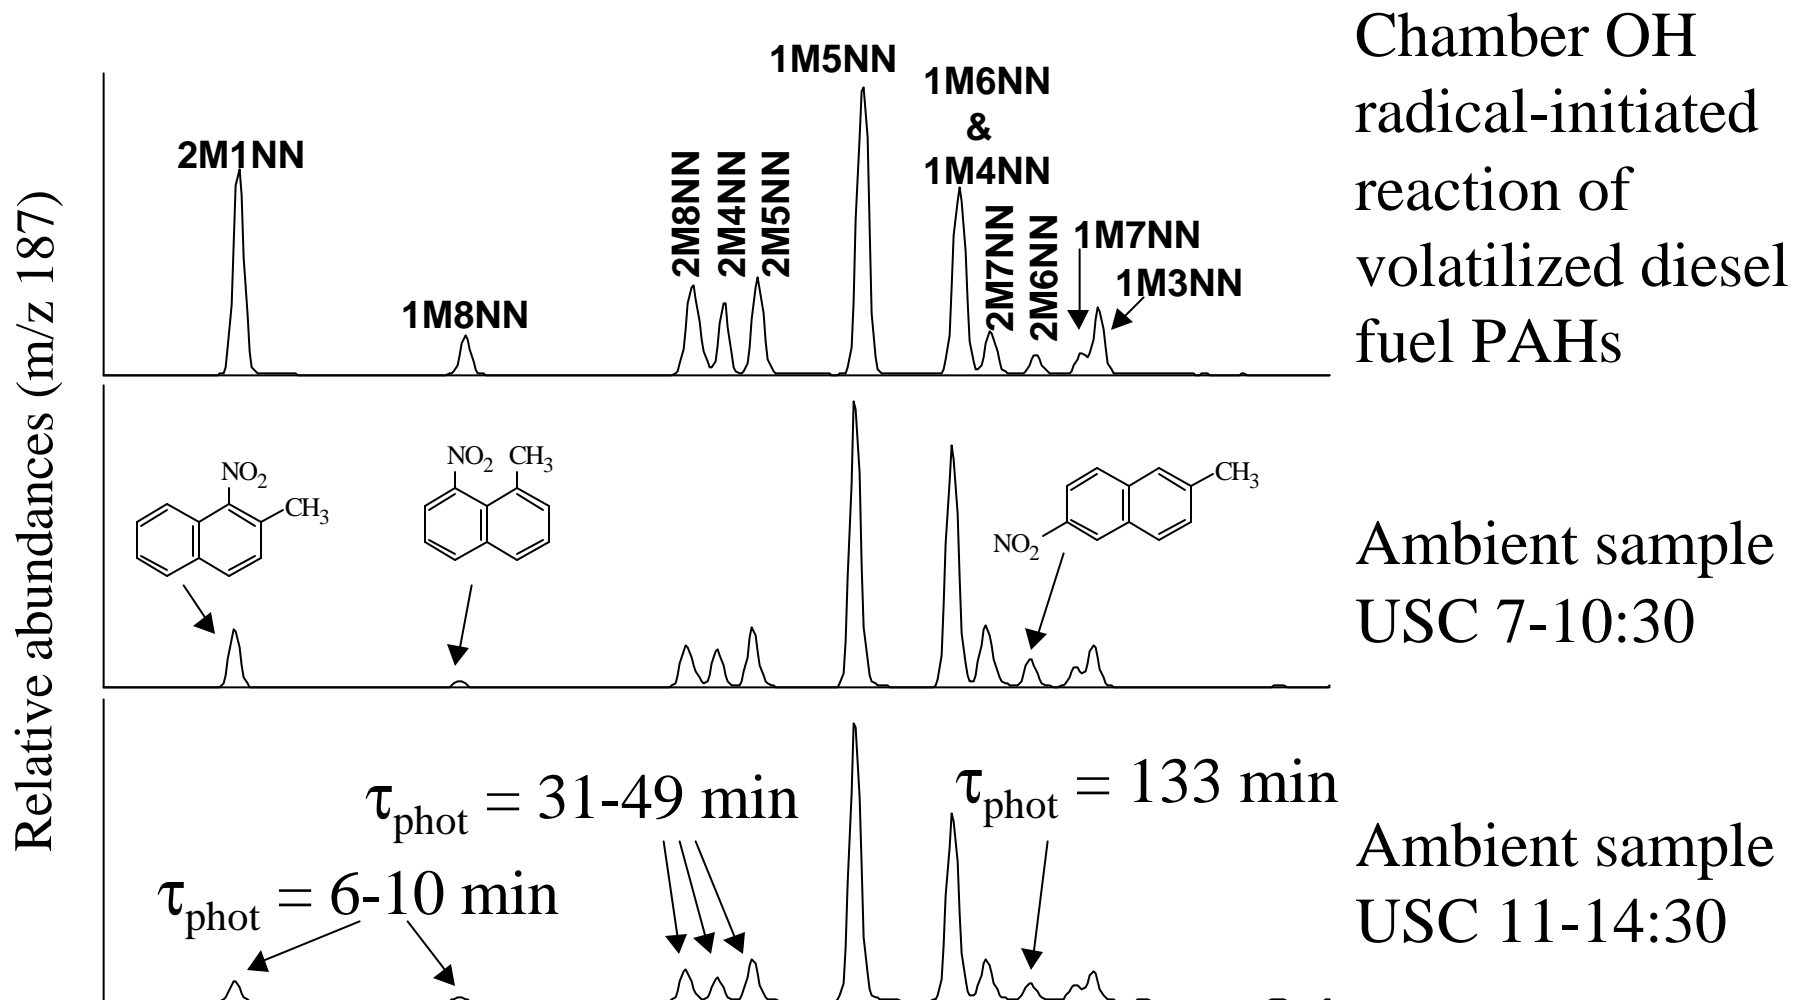 Relative abundances (m/z 187)
2M1NN
1M8NN
2M8NN
2M4NN
2M5NN
1M5NN
1M6NN
&
1M4NN
2M7NN
2M6NN
1M7NN
1M3NN
Chamber OH
radical-initiated
reaction of
volatilized diesel
fuel PAHs
NO2
CH3
NO2 CH3
CH3
NO2
Ambient sample
USC 7-10:30
τphot = 31-49 min
τphot = 133 min
τphot = 6-10 min
Ambient sample
USC 11-14:30